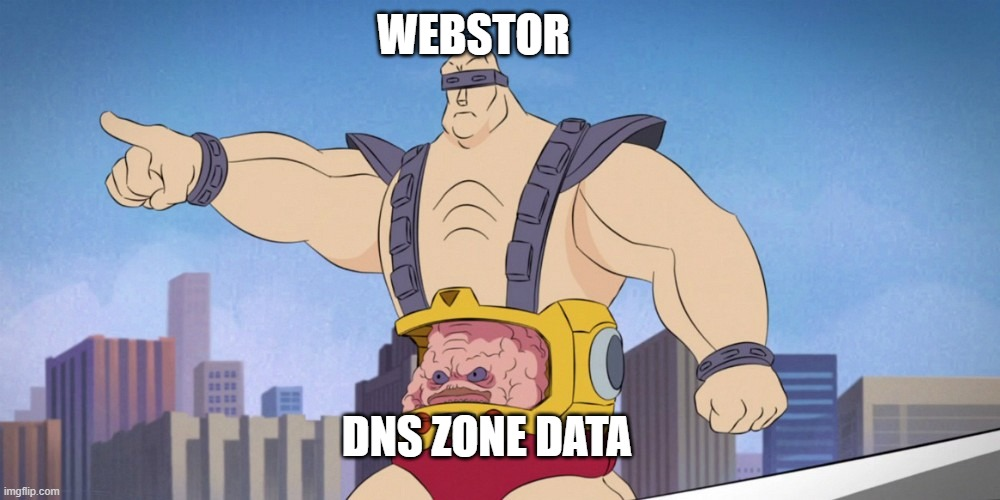 WEBSTOR
DNS ZONE DATA
imgflip.com